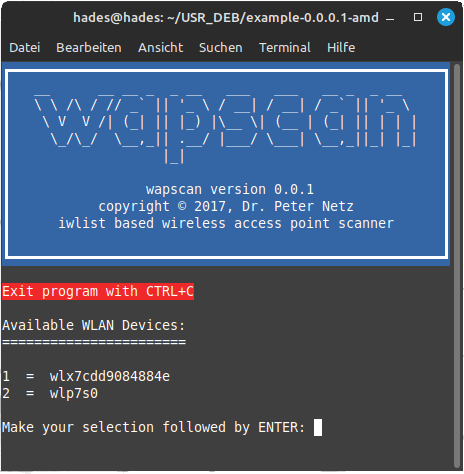 hades@hades: ~/USR_DEB/example-0.0.0.1-amd
Datei Bearbeiten Ansicht Suchen Terminal Hilfe
wapscan
wapscan version 0.0.1
copyright © 2017, Dr. Peter Netz
iwlist based wireless access point scanner
Exit program with CTRL+C
Available WLAN Devices:
=======================
1 = wlx7cdd9084884e
2 = wlp7s0
Make your selection followed by ENTER: